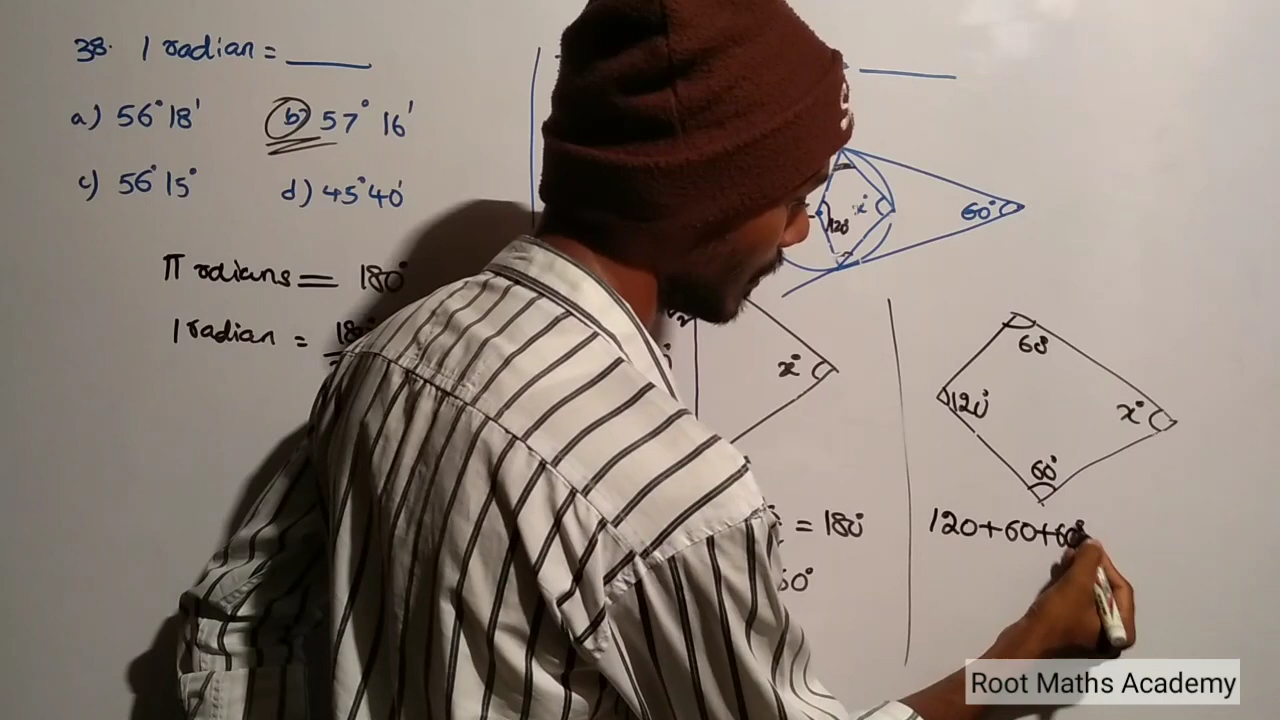 38. 1 radian = ____
a) 56° 18' b) 57° 16'
c) 56° 15° d) 45° 40'
π radians = 180°
1 radian =
120 x° 60°
x°
= 180°
60°
120° x°
60°
120+60+60°
Root Maths Academy